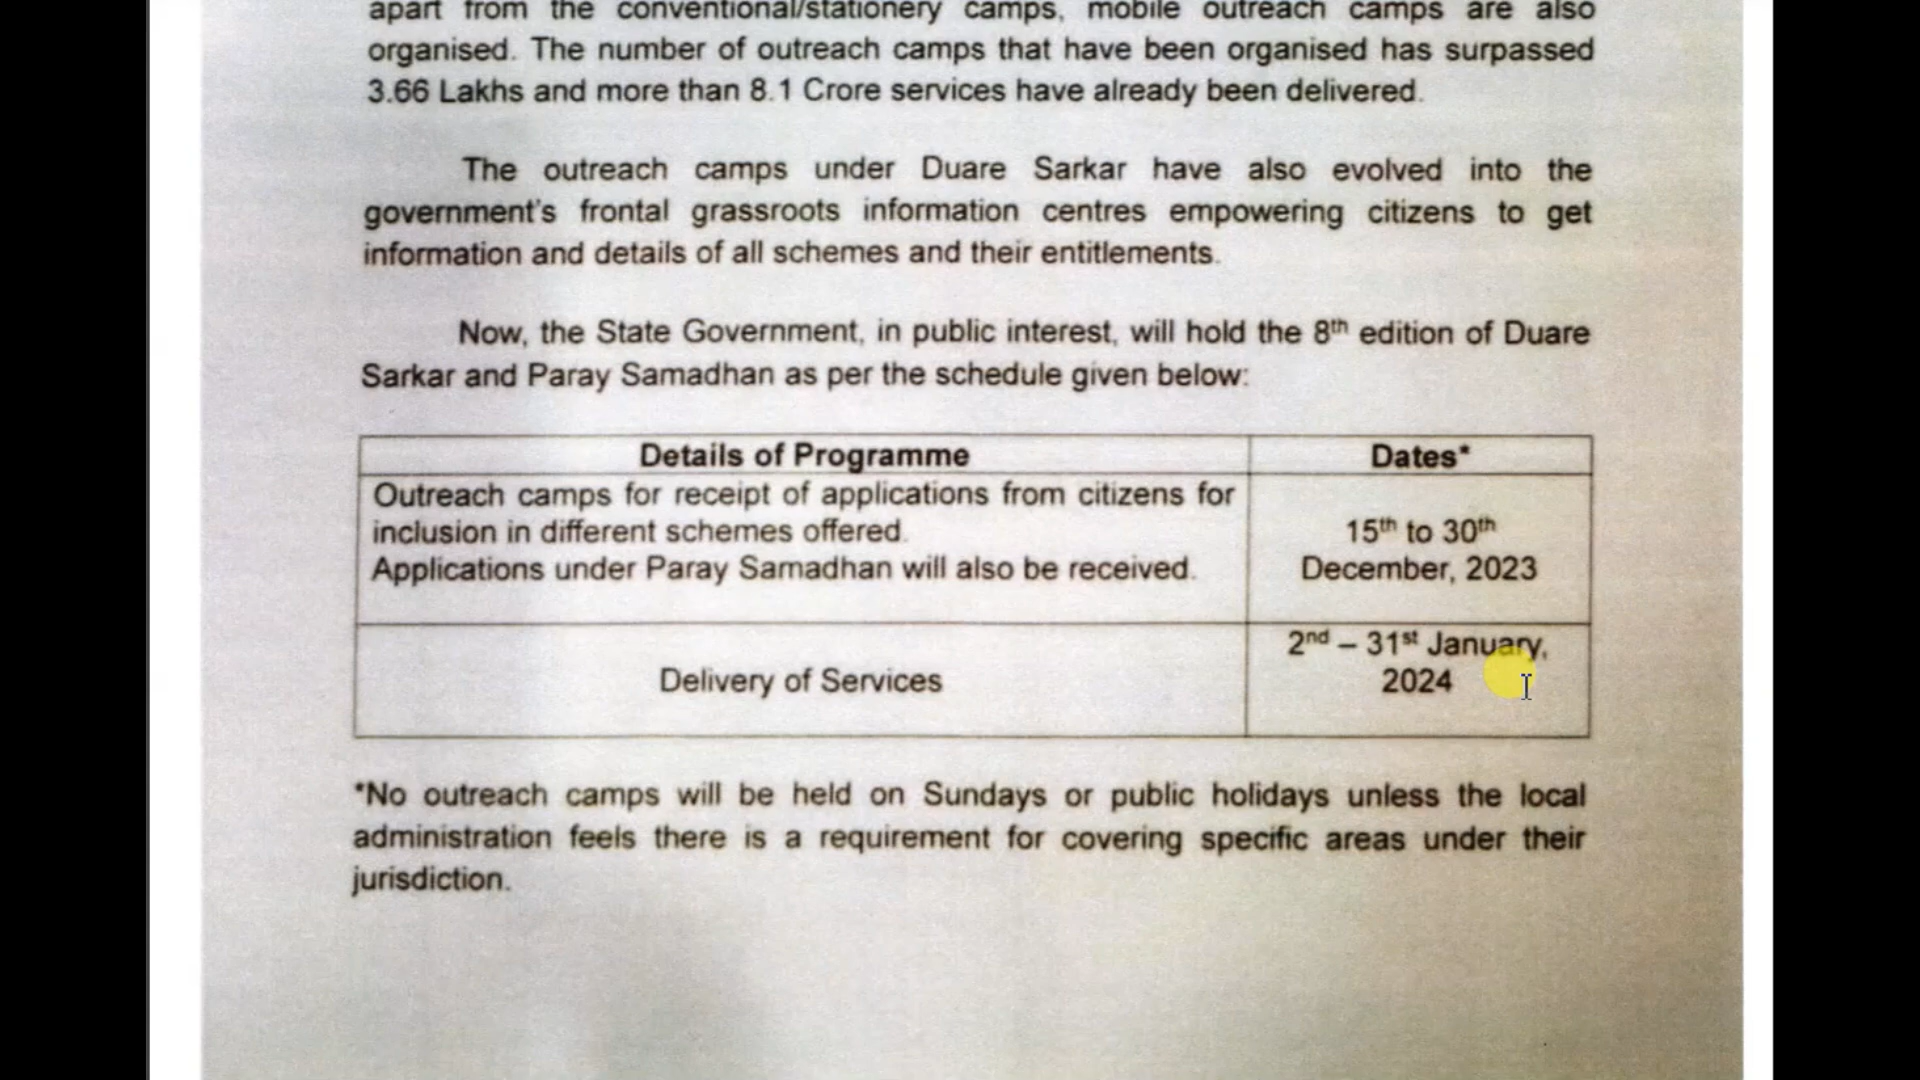 apart from the conventional/stationery camps, mobile outreach camps are also
organised. The number of outreach camps that have been organised has surpassed
3.66 Lakhs and more than 8.1 Crore services have already been delivered.
The outreach camps under Duare Sarkar have also evolved into the
government's frontal grassroots information centres empowering citizens to get
information and details of all schemes and their entitlements.
Now, the State Government, in public interest, will hold the 8th edition of Duare
Sarkar and Paray Samadhan as per the schedule given below:
Details of Programme
Dates*
Outreach camps for receipt of applications from citizens for
inclusion in different schemes offered.
Applications under Paray Samadhan will also be received.
15th to 30th
December, 2023
Delivery of Services
2nd – 31st January,
2024
*No outreach camps will be held on Sundays or public holidays unless the local
administration feels there is a requirement for covering specific areas under their
jurisdiction.